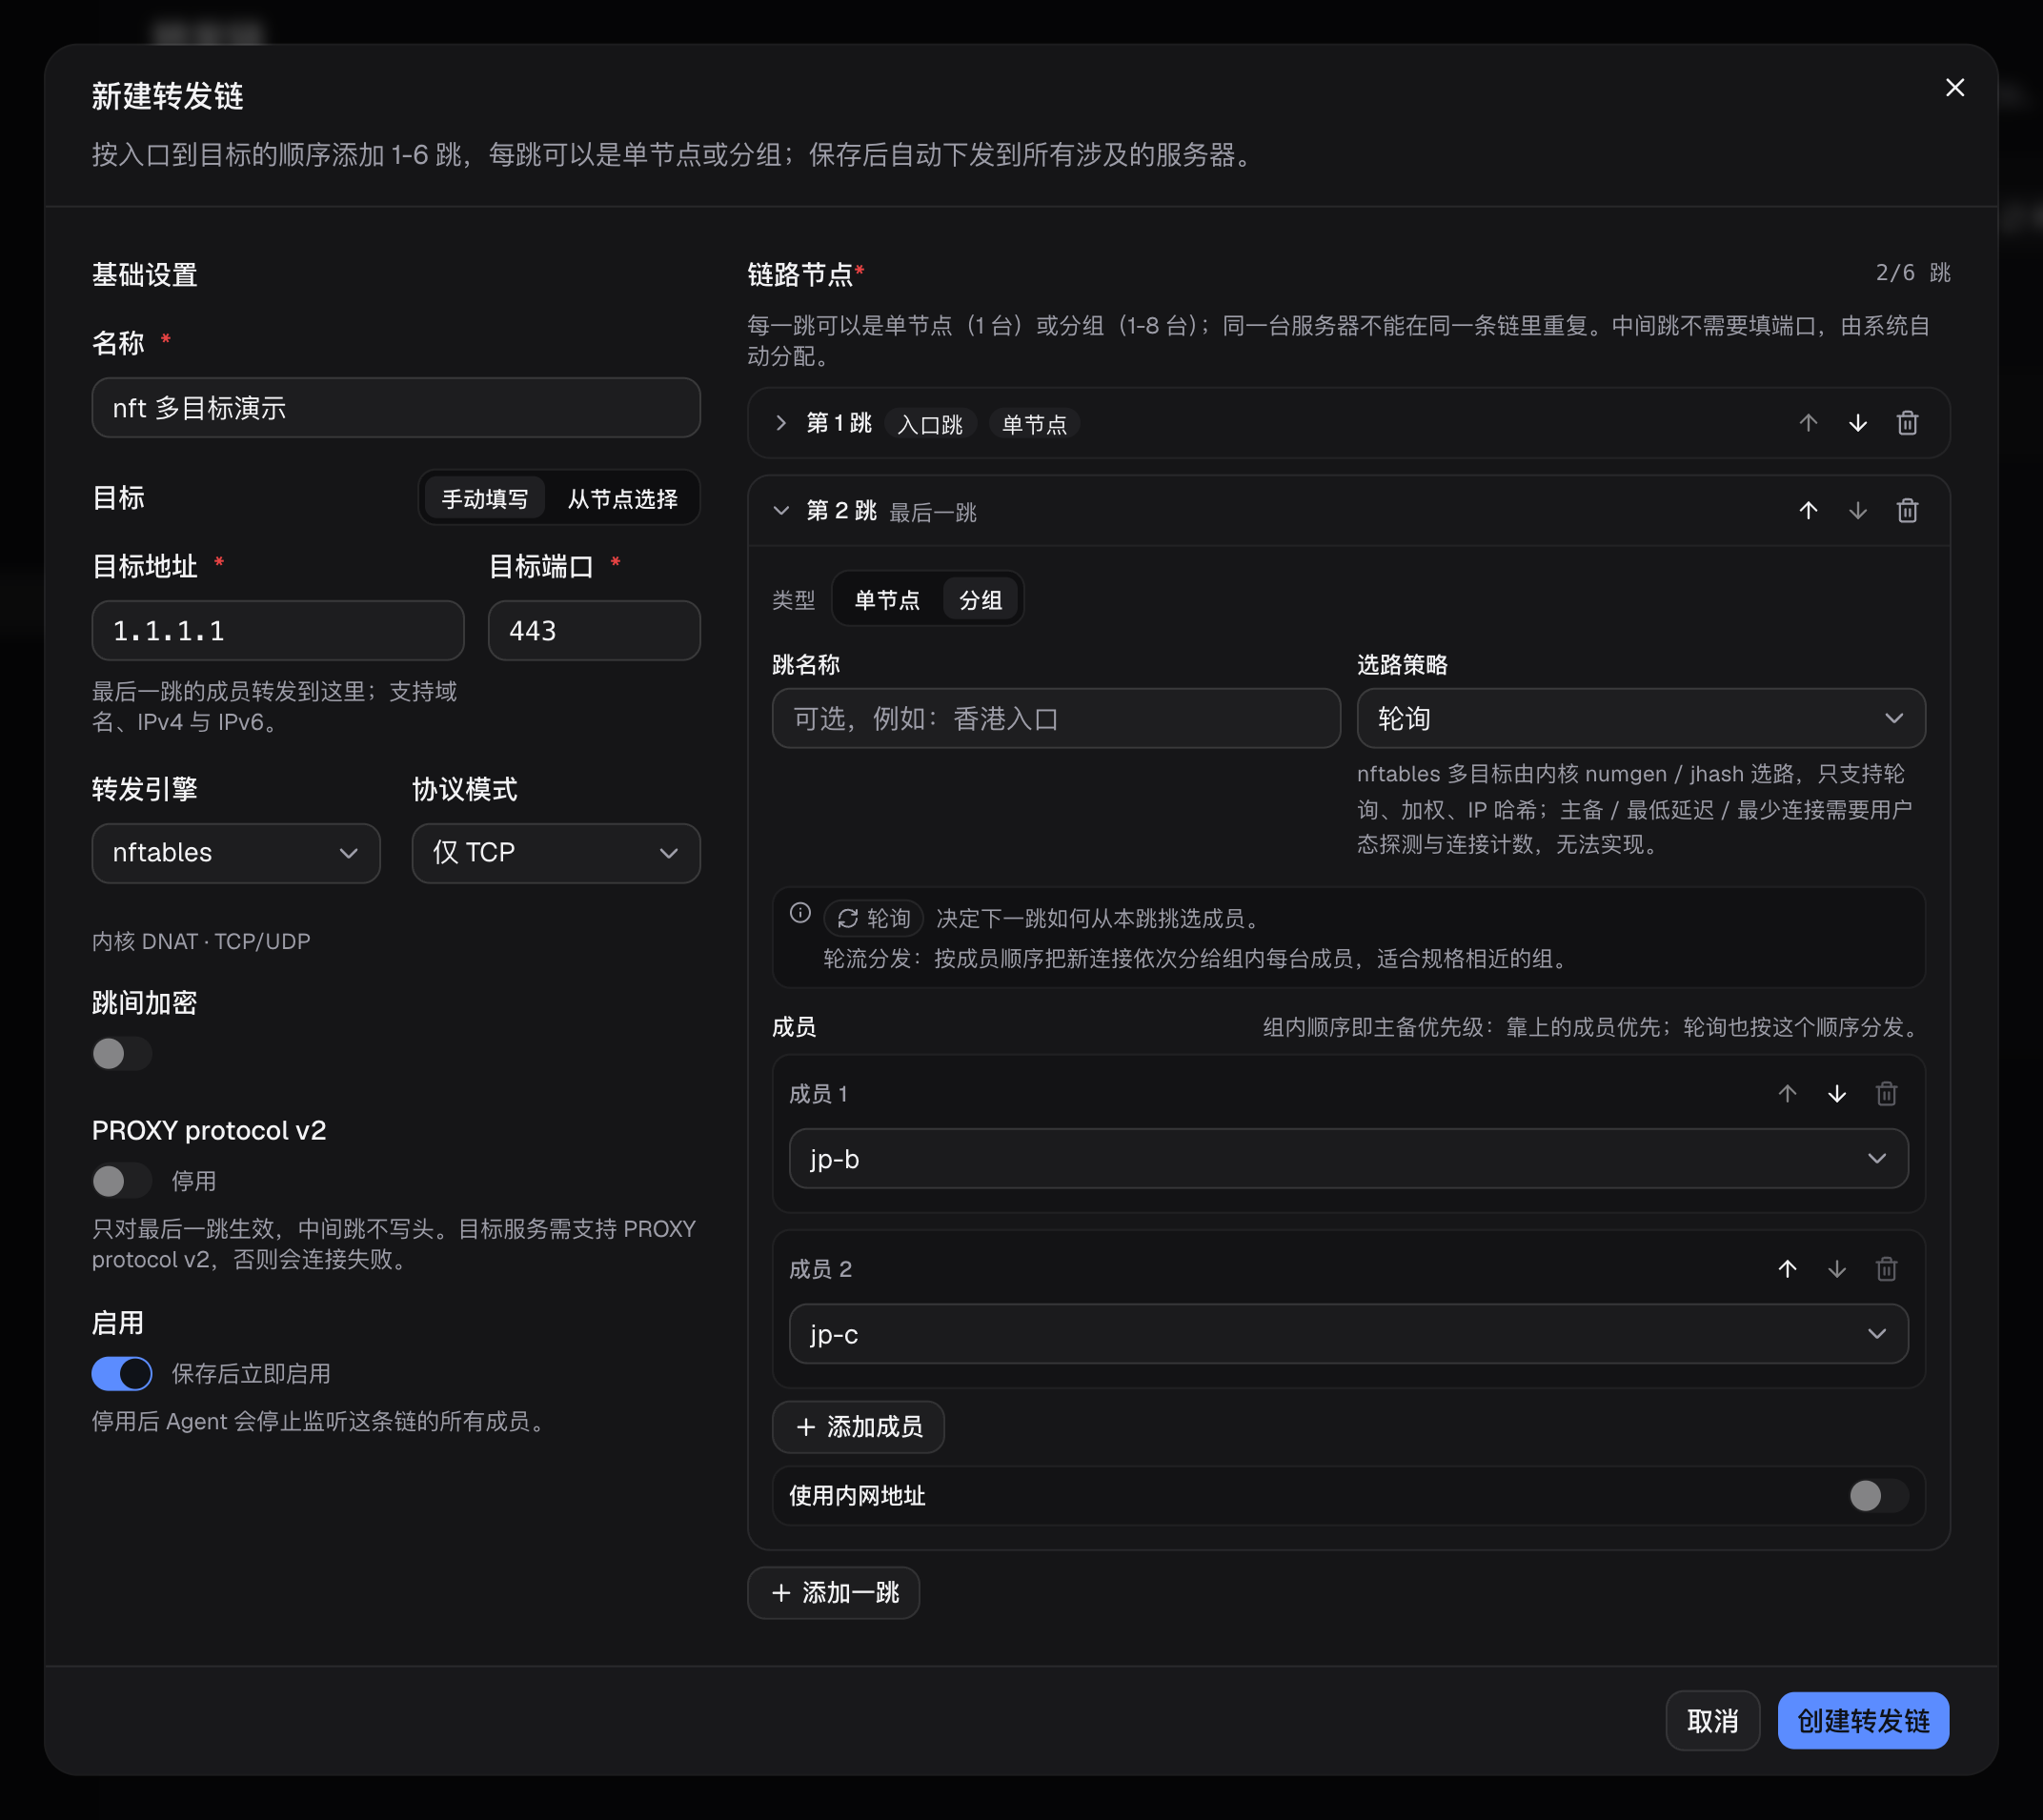 新建转发链
按入口到目标的顺序添加 1-6 跳，每跳可以是单节点或分组；保存后自动下发到所有涉及的服务器。
基础设置
名称 *
nft 多目标演示
目标
手动填写 从节点选择
目标地址 * 目标端口 *
1.1.1.1 443
最后一跳的成员转发到这里；支持域
名、IPv4 与 IPv6。
转发引擎 协议模式
nftables 仅 TCP
内核 DNAT · TCP/UDP
跳间加密
PROXY protocol v2
停用
只对最后一跳生效，中间跳不写头。目标服务需支持 PROXY
protocol v2，否则会连接失败。
启用
保存后立即启用
停用后 Agent 会停止监听这条链的所有成员。
链路节点* 2/6 跳
每一跳可以是单节点（1 台）或分组（1-8 台）；同一台服务器不能在同一条链里重复。中间跳不需要填端口，由系统自
动分配。
第 1 跳 入口跳 单节点
第 2 跳 最后一跳
类型 单节点 分组
跳名称 选路策略
可选，例如：香港入口 轮询
nftables 多目标由内核 numgen / jhash 选路，只支持轮
询、加权、IP 哈希；主备 / 最低延迟 / 最少连接需要用户
态探测与连接计数，无法实现。
轮询 决定下一跳如何从本跳挑选成员。
轮流分发：按成员顺序把新连接依次分给组内每台成员，适合规格相近的组。
成员 组内顺序即主备优先级：靠上的成员优先；轮询也按这个顺序分发。
成员 1
jp-b
成员 2
jp-c
添加成员
使用内网地址
添加一跳
取消 创建转发链